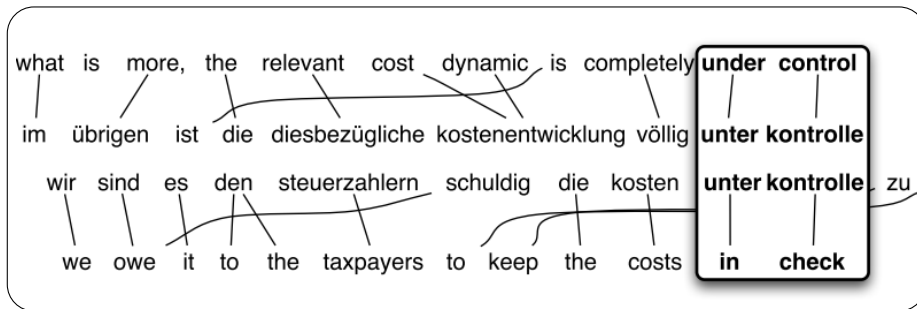 what is more, the relevant cost dynamic is completely under control
im übrigen ist die diesbezügliche kostenentwicklung völlig unter kontrolle
wir sind es den steuerzahlern schuldig die kosten unter kontrolle zu
we owe it to the taxpayers to keep the costs in check